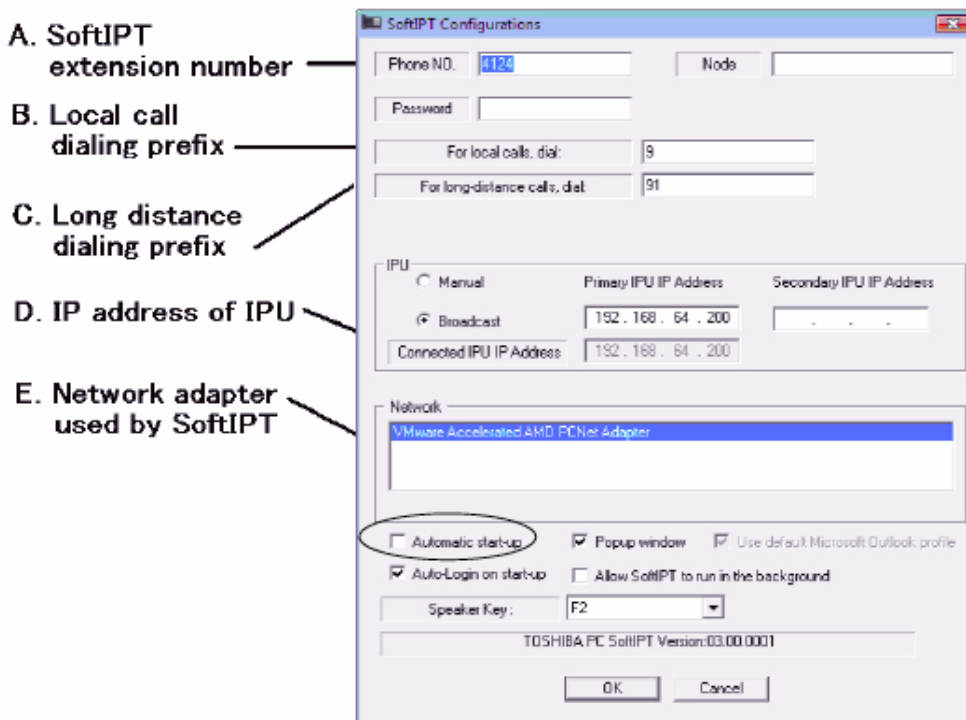 A. SoftIPT
extension number
B. Local call
dialing prefix
C. Long distance
dialing prefix
D. IP address of IPU
E. Network adapter
used by SoftIPT
SoftIPT Configurations
Phone NO. 4124 Node
Password
For local calls, dial: 9
For long-distance calls, dial: 91
IPU
Manual Primary IPU IP Address Secondary IPU IP Address
Broadcast 192 . 168 . 64 . 200 . . .
Connected IPU IP Address 192 . 168 . 64 . 200
Network
VMware Accelerated AMD PCNet Adapter
Automatic start-up Popup window Use default Microsoft Outlook profile
Auto-Login on start-up Allow SoftIPT to run in the background
Speaker Key : F2
TOSHIBA PC SoftIPT Version:03.00.0001
OK Cancel